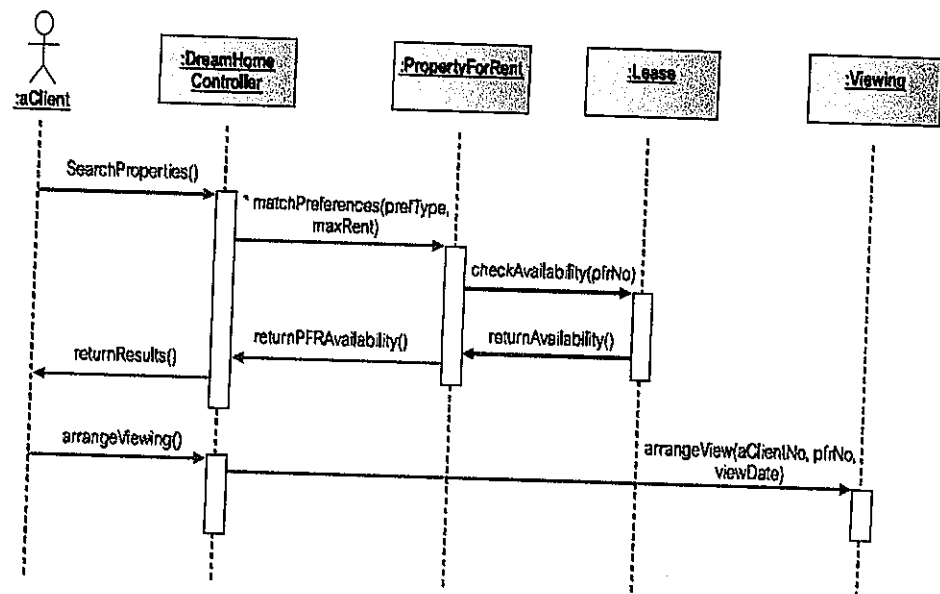 :aClient
:DreamHome
Controller
:PropertyForRent
:Lease
:Viewing
SearchProperties()
* matchPreferences(prefType,
maxRent)
checkAvailability(pfrNo)
returnAvailability()
returnPFRAvailability()
returnResults()
arrangeViewing()
arrangeView(aClientNo, pfrNo,
viewDate)